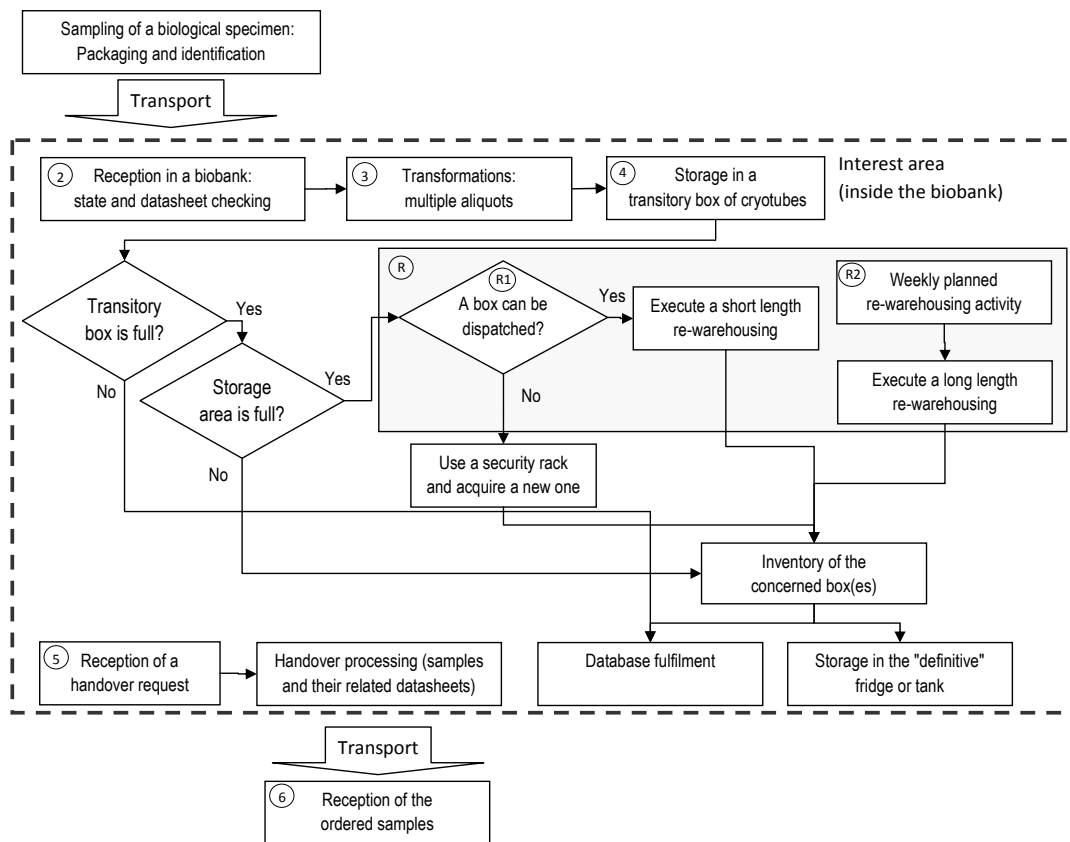 Sampling of a biological specimen:
Packaging and identification
Transport
Interest area
(inside the biobank)
2
Reception in a biobank:
state and datasheet checking
3
Transformations:
multiple aliquots
4
Storage in a
transitory box of cryotubes
Transitory
box is full?
Yes
No
Storage
area is full?
Yes
No
R
R1
A box can be
dispatched?
Yes
No
Execute a short length
re-warehousing
R2
Weekly planned
re-warehousing activity
Execute a long length
re-warehousing
Use a security rack
and acquire a new one
Inventory of the
concerned box(es)
5
Reception of a
handover request
Handover processing (samples
and their related datasheets)
Database fulfilment
Storage in the "definitive"
fridge or tank
Transport
6
Reception of the
ordered samples